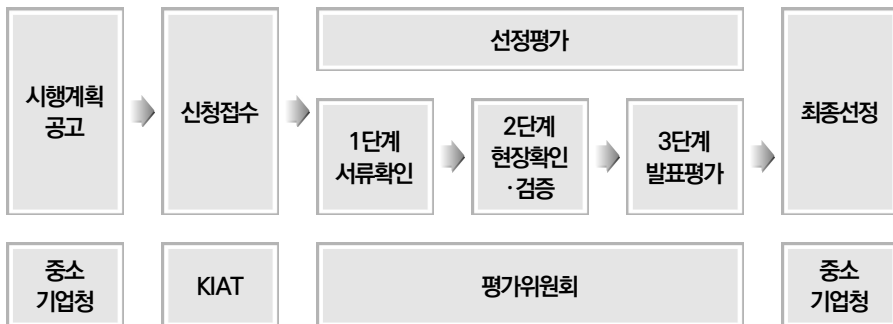 시행계획
공고
신청접수
선정평가
1단계
서류확인
2단계
현장확인
·검증
3단계
발표평가
최종선정
중소
기업청
KIAT
평가위원회
중소
기업청